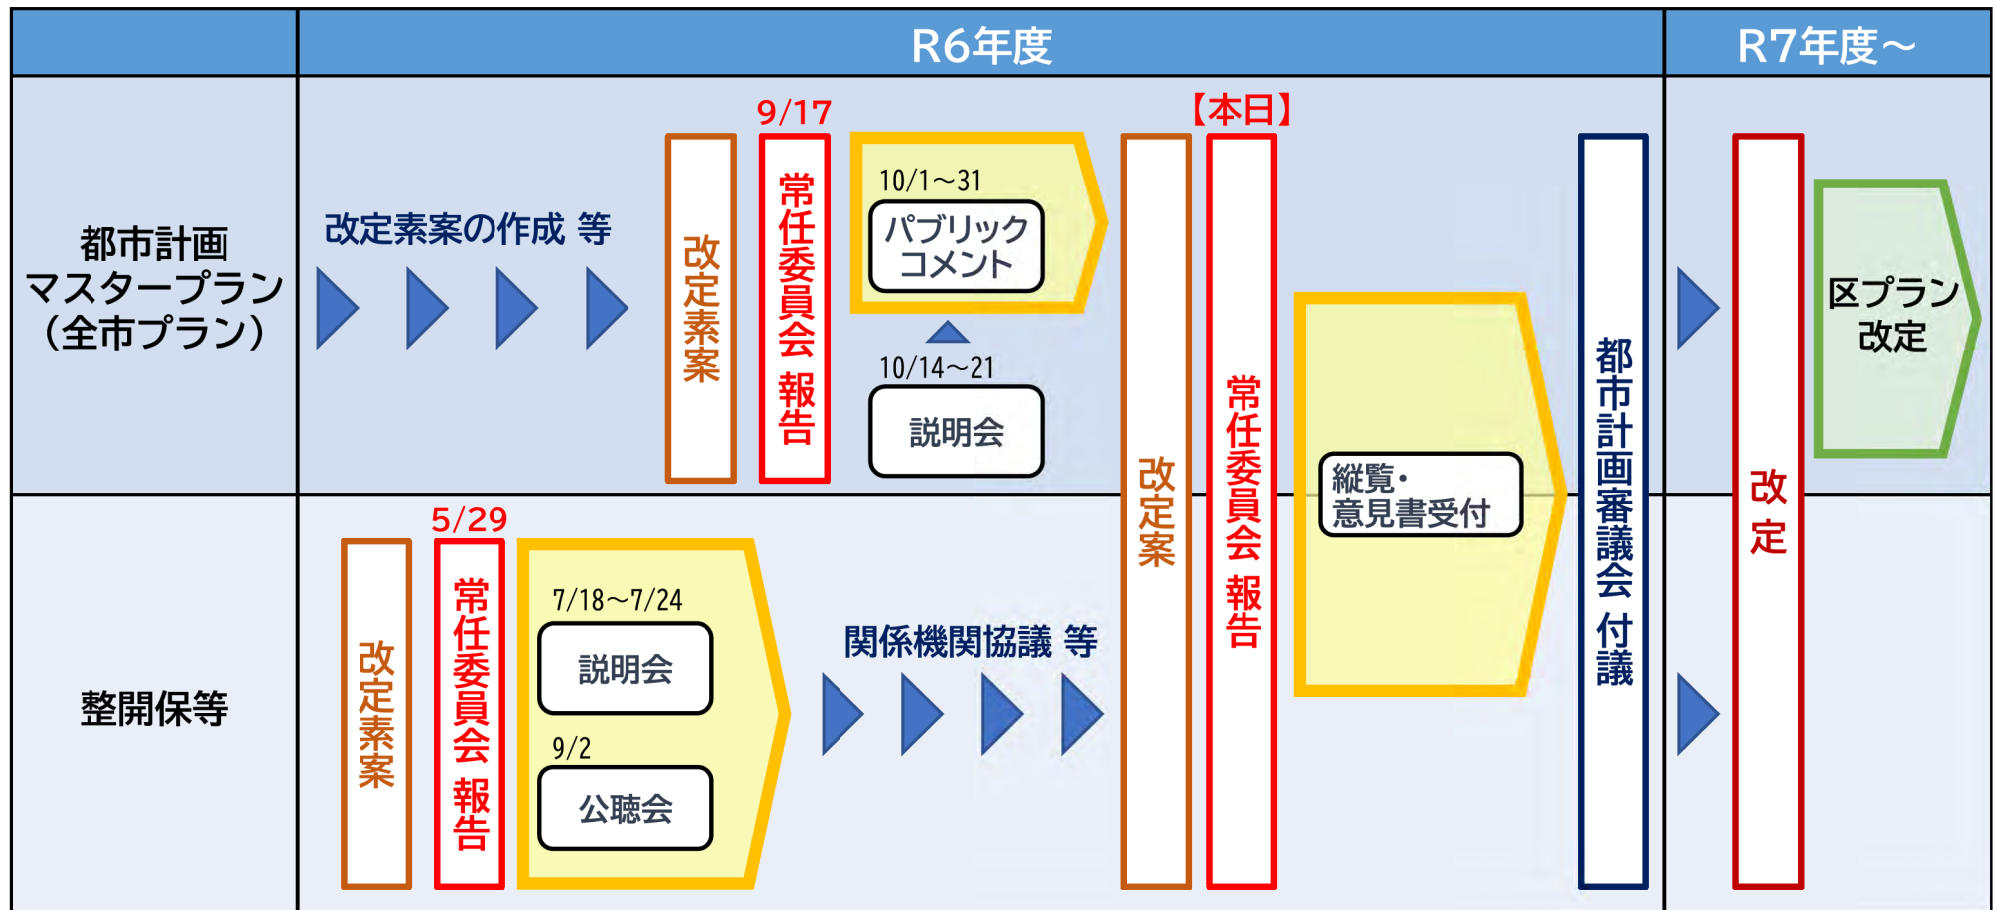 R6年度
R7年度～
都市計画
マスタープラン
（全市プラン）
改定素案の作成 等
改定素案
9/17
常任委員会 報告
10/1～31
パブリック
コメント
10/14～21
説明会
改定案
【本日】
常任委員会 報告
縦覧・
意見書受付
都市計画審議会 付議
改定
区プラン
改定
整開保等
改定素案
5/29
常任委員会 報告
7/18～7/24
説明会
9/2
公聴会
関係機関協議 等